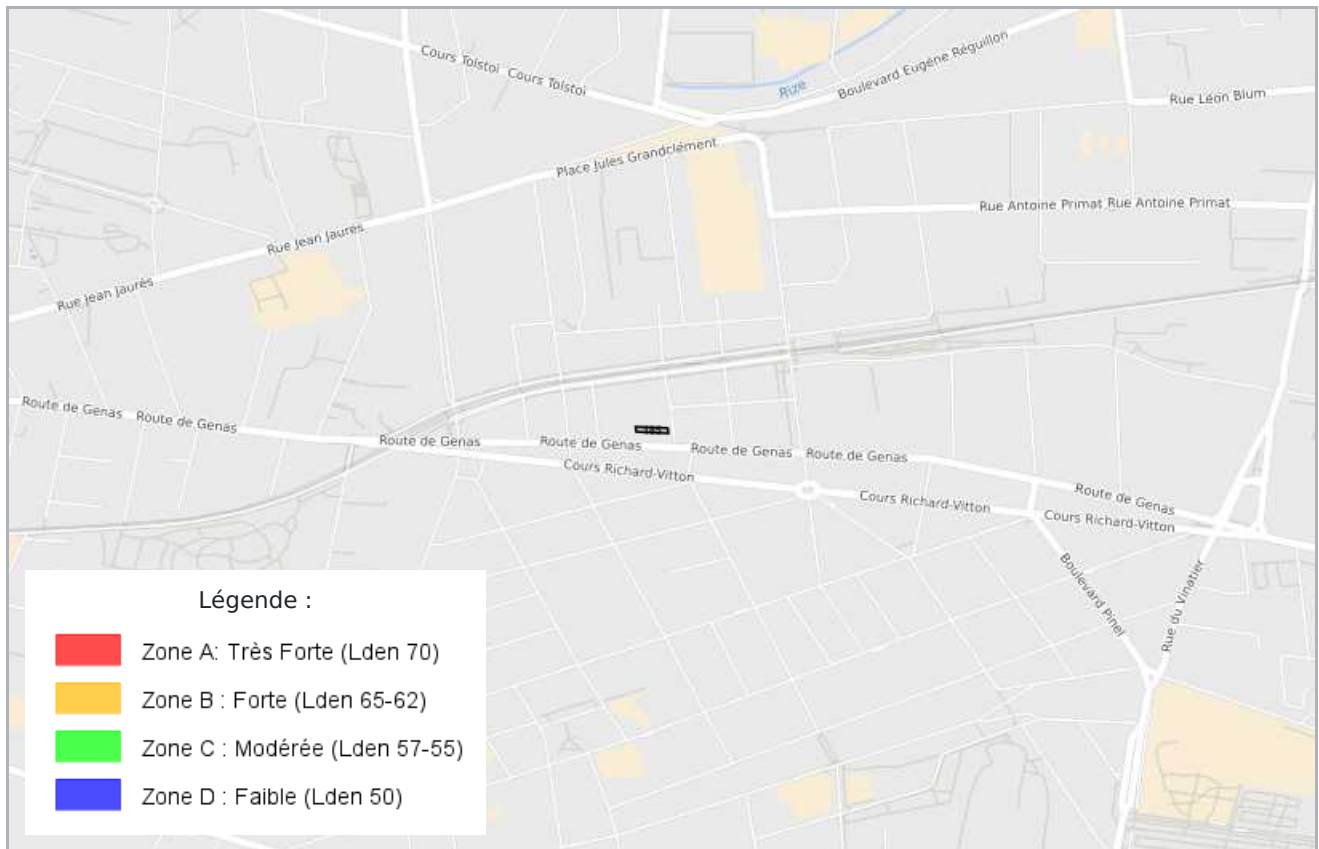 Cours Tolstoï Cours Tolstoï
Boulevard Eugène Réguillon
Rize
Rue Léon Blum
Place Jules Grandclément
Rue Antoine Primat Rue Antoine Primat
Rue Jean Jaurès
Rue Jean Jaurès
Route de Genas Route de Genas
Route de Genas Route de Genas Route de Genas Route de Genas
Cours Richard-Vitton
Cours Richard-Vitton
Route de Genas
Cours Richard-Vitton
Boulevard Pinel
Rue du Vinatier
Légende :
Zone A: Très Forte (Lden 70)
Zone B : Forte (Lden 65-62)
Zone C : Modérée (Lden 57-55)
Zone D : Faible (Lden 50)